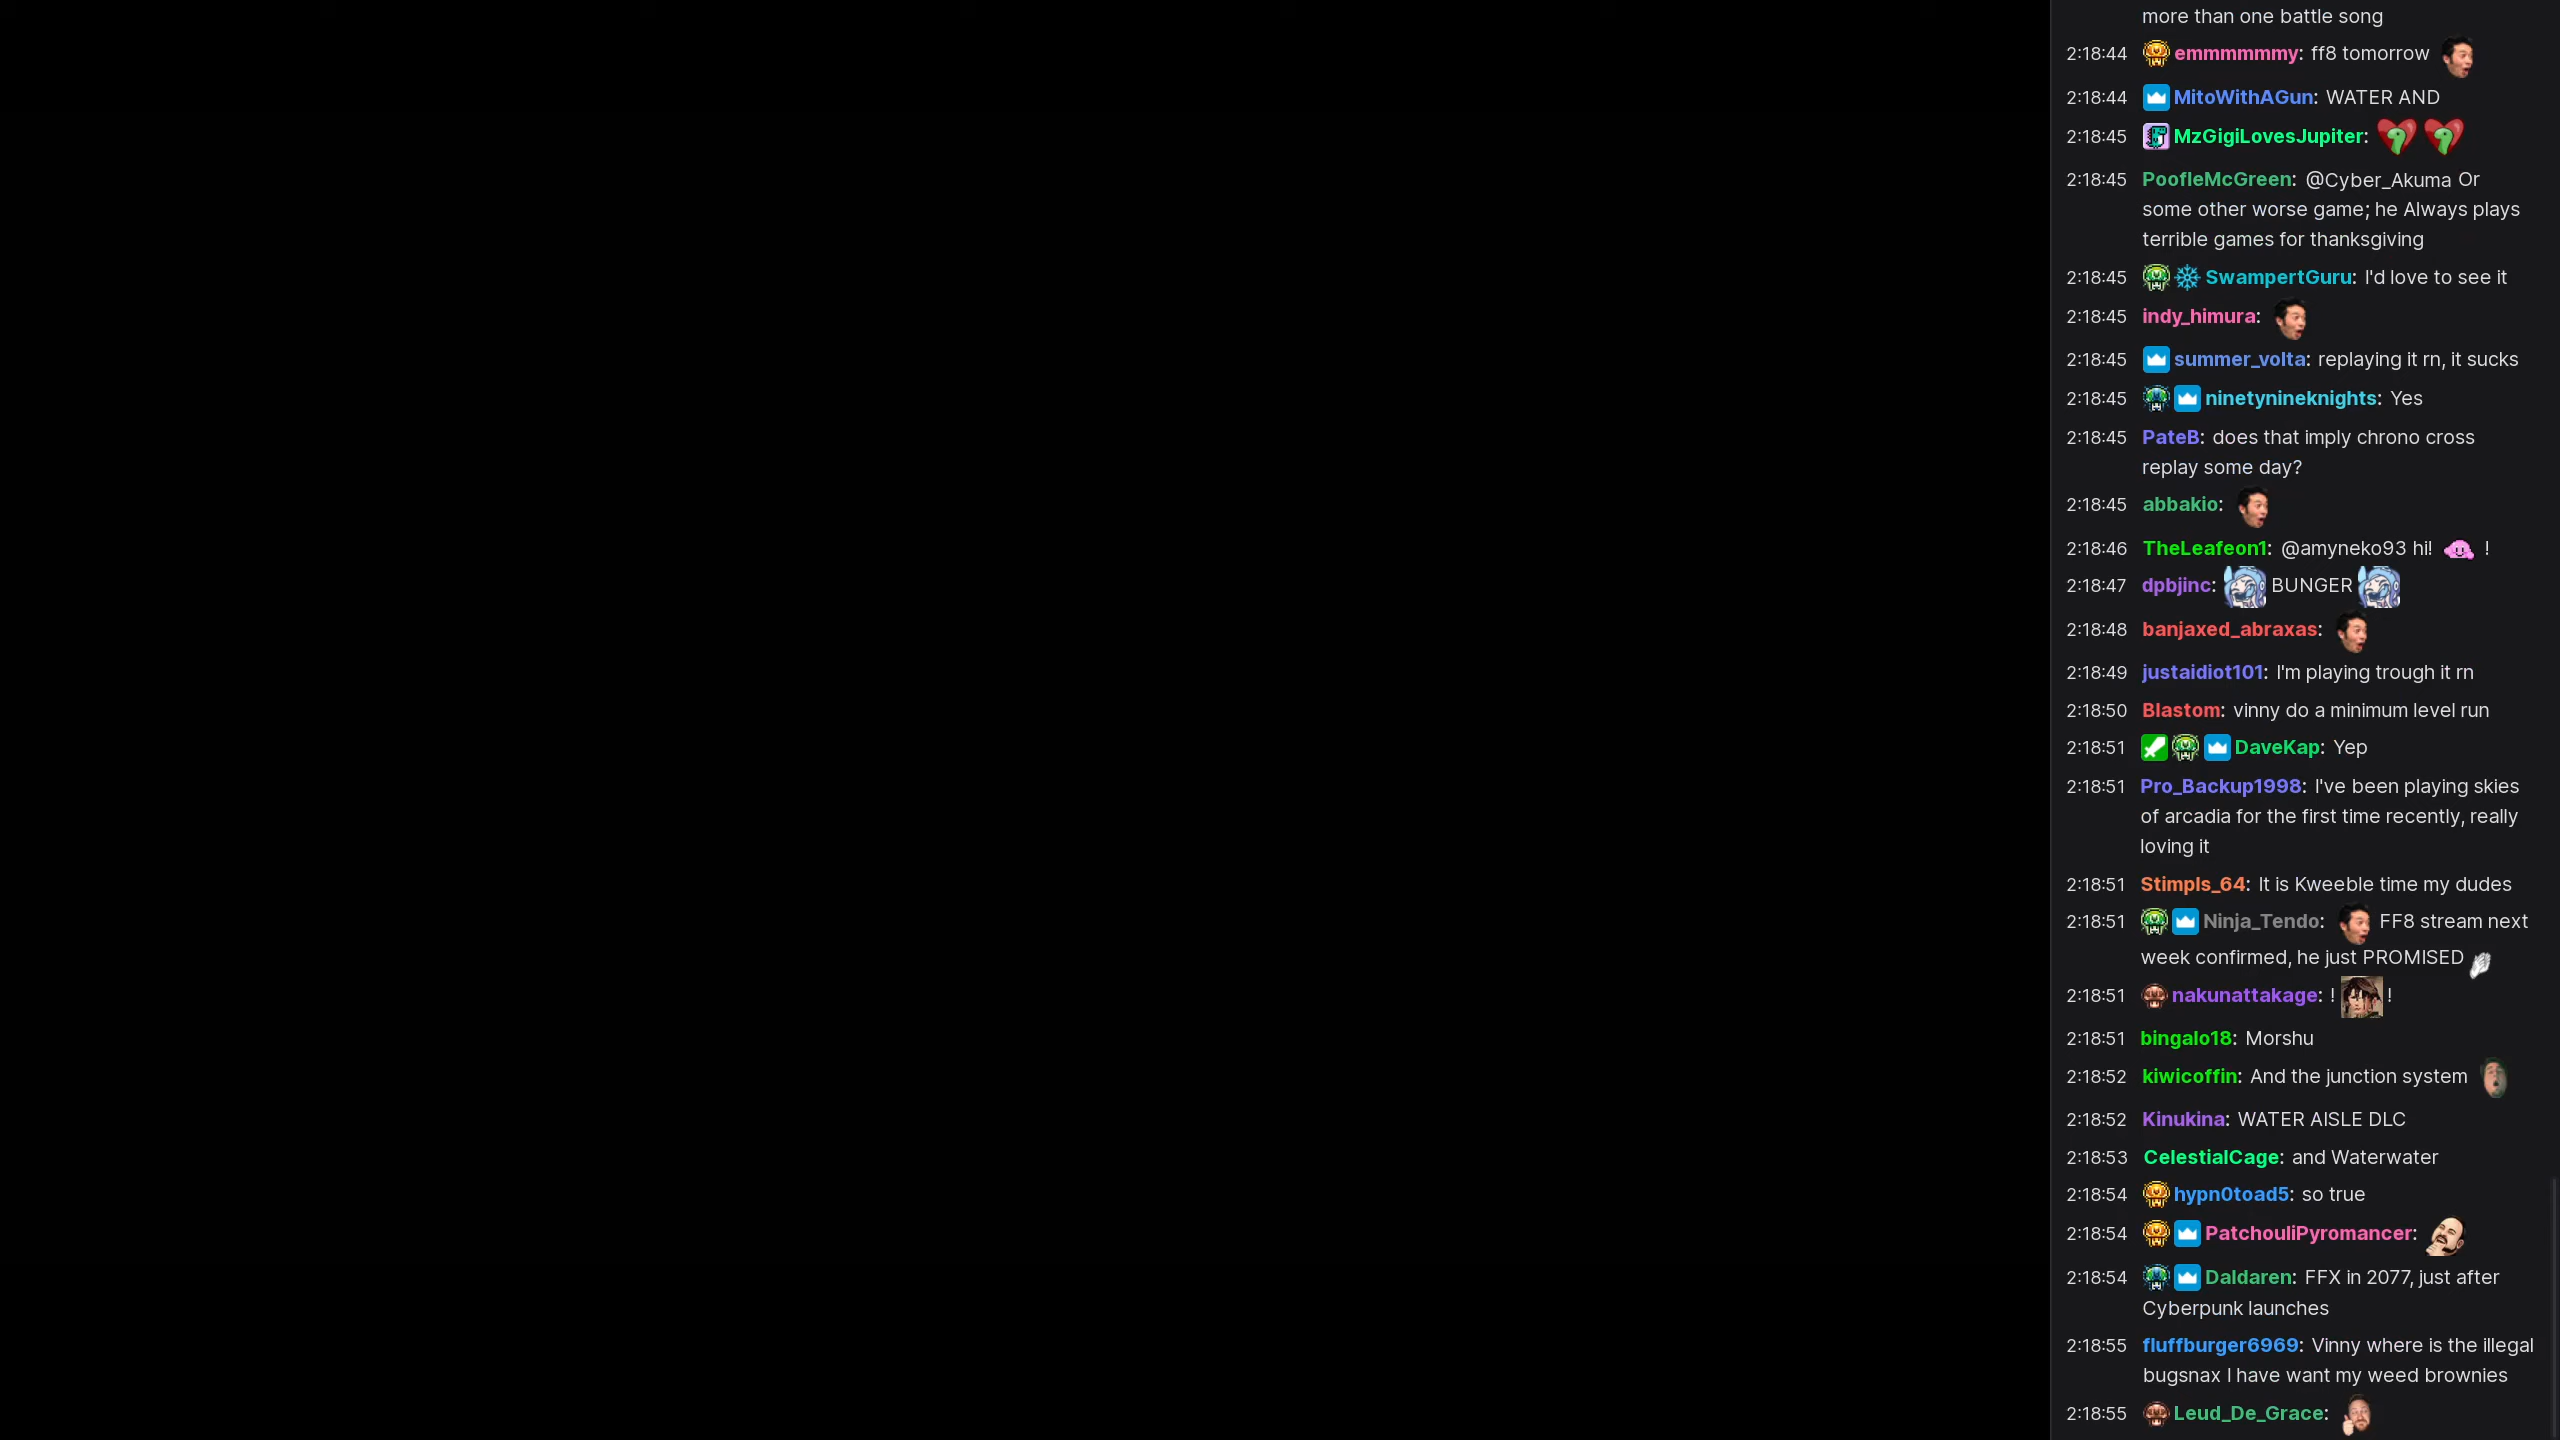 more than one battle song
2:18:44 emmmmmmy: ff8 tomorrow
2:18:44 MitoWithAGun: WATER AND
2:18:45 MzGigiLovesJupiter:
2:18:45 PoofleMcGreen: @Cyber_Akuma Or
some other worse game; he Always plays
terrible games for thanksgiving
2:18:45 SwampertGuru: I'd love to see it
2:18:45 indy_himura:
2:18:45 summer_volta: replaying it rn, it sucks
2:18:45 ninetynineknights: Yes
2:18:45 PateB: does that imply chrono cross
replay some day?
2:18:45 abbakio:
2:18:46 TheLeafeon1: @amyneko93 hi! !
2:18:47 dpbjinc: BUNGER
2:18:48 banjaxed_abraxas:
2:18:49 justaidiot101: I'm playing trough it rn
2:18:50 Blastom: vinny do a minimum level run
2:18:51 DaveKap: Yep
2:18:51 Pro_Backup1998: I've been playing skies
of arcadia for the first time recently, really
loving it
2:18:51 Stimpls_64: It is Kweeble time my dudes
2:18:51 Ninja_Tendo: FF8 stream next
week confirmed, he just PROMISED
2:18:51 nakunattakage: ! !
2:18:51 bingalo18: Morshu
2:18:52 kiwicoffin: And the junction system
2:18:52 Kinukina: WATER AISLE DLC
2:18:53 CelestialCage: and Waterwater
2:18:54 hypn0toad5: so true
2:18:54 PatchouliPyromancer:
2:18:54 Daldaren: FFX in 2077, just after
Cyberpunk launches
2:18:55 fluffburger6969: Vinny where is the illegal
bugsnax I have want my weed brownies
2:18:55 Leud_De_Grace: